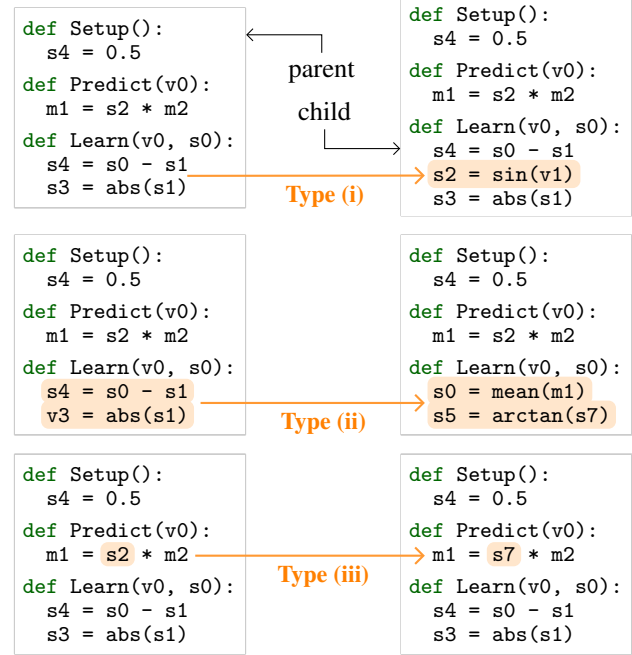 def Setup():
s4 = 0.5
def Predict(v0):
m1 = s2 * m2
def Learn(v0, s0):
s4 = s0 - s1
s3 = abs(s1)
parent
child
Type (i)
def Setup():
s4 = 0.5
def Predict(v0):
m1 = s2 * m2
def Learn(v0, s0):
s4 = s0 - s1
s2 = sin(v1)
s3 = abs(s1)
def Setup():
s4 = 0.5
def Predict(v0):
m1 = s2 * m2
def Learn(v0, s0):
s4 = s0 - s1
v3 = abs(s1)
Type (ii)
def Setup():
s4 = 0.5
def Predict(v0):
m1 = s2 * m2
def Learn(v0, s0):
s0 = mean(m1)
s5 = arctan(s7)
def Setup():
s4 = 0.5
def Predict(v0):
m1 = s2 * m2
def Learn(v0, s0):
s4 = s0 - s1
s3 = abs(s1)
Type (iii)
def Setup():
s4 = 0.5
def Predict(v0):
m1 = s7 * m2
def Learn(v0, s0):
s4 = s0 - s1
s3 = abs(s1)